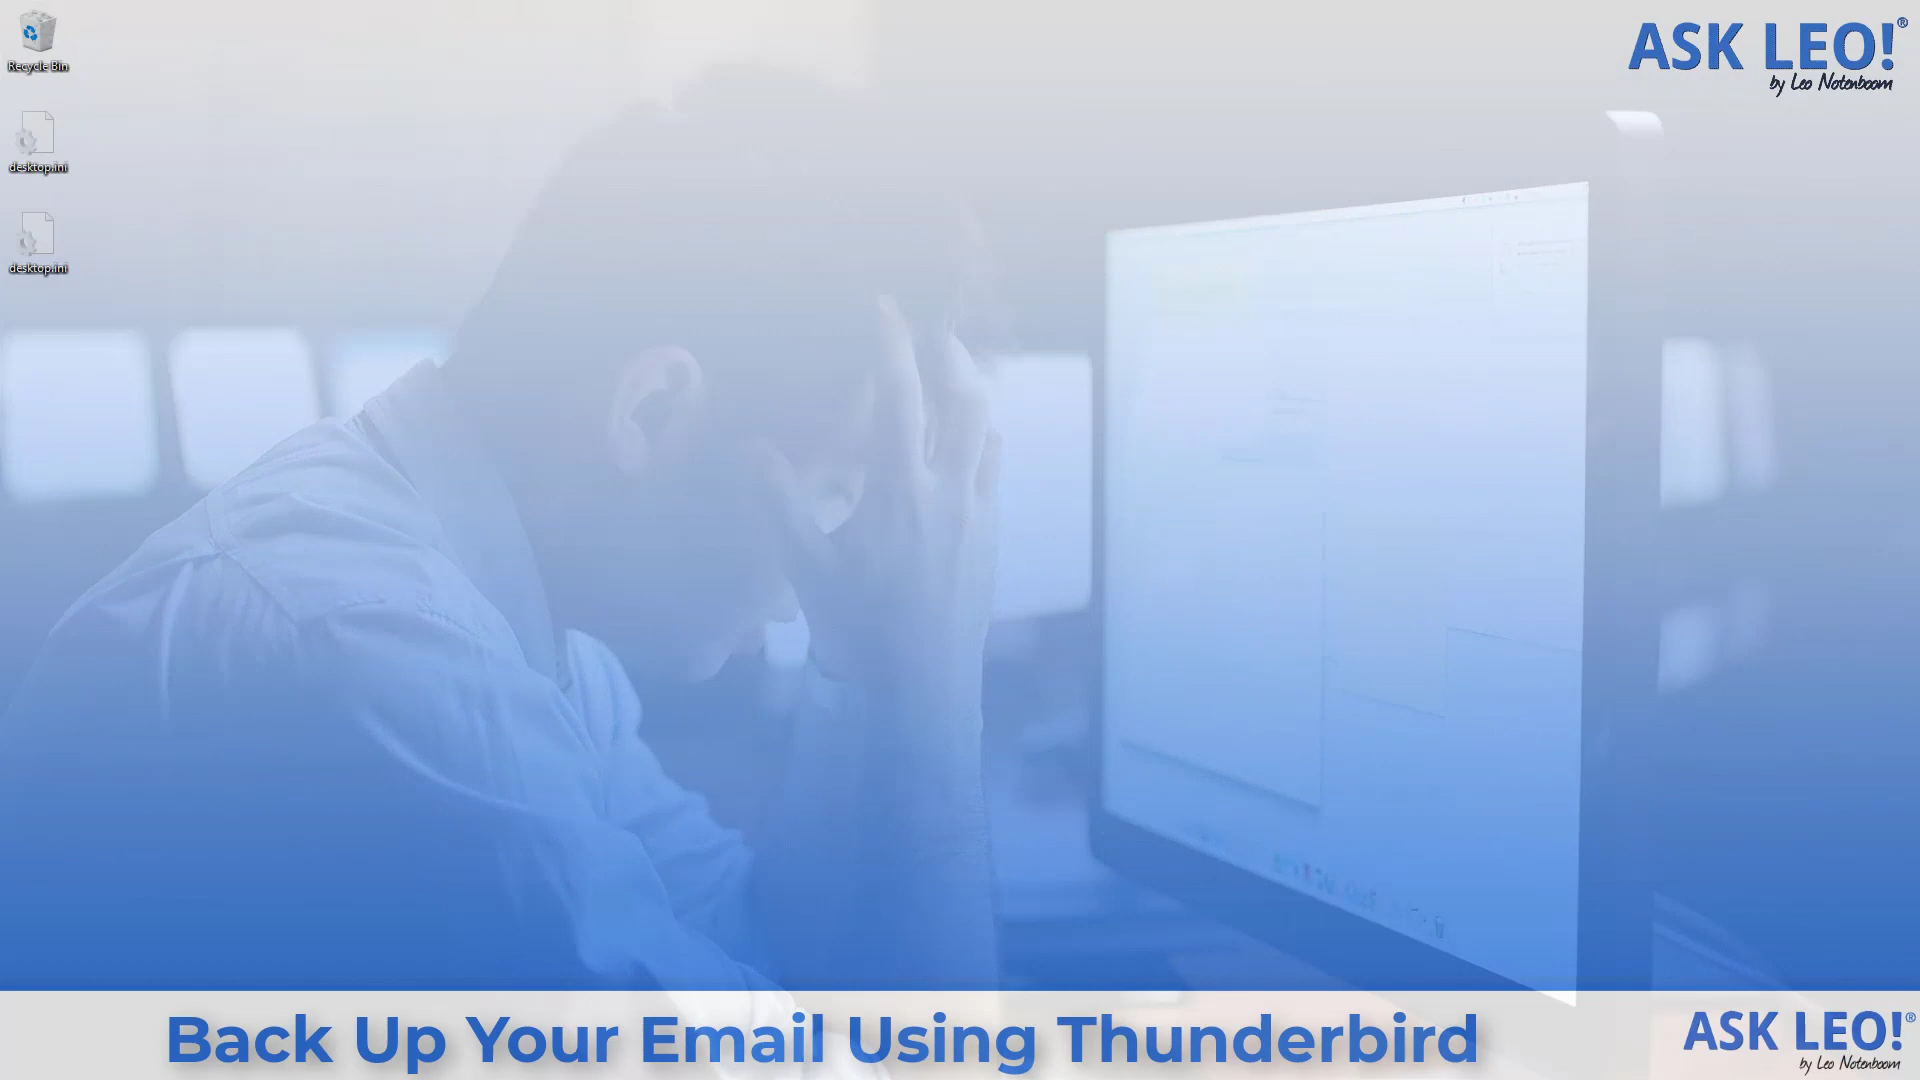 Recycle Bin
desktop.ini
desktop.ini
ASK LEO!®
by Leo Notenboom
Back Up Your Email Using Thunderbird
ASK LEO!®
by Leo Notenboom